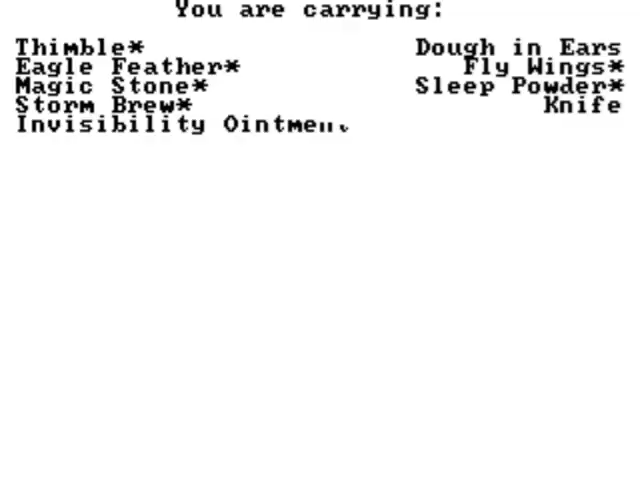 You are carrying:
Thimble* Dough in Ears
Eagle Feather* Fly Wings*
Magic Stone* Sleep Powder*
Storm Brew* Knife
Invisibility